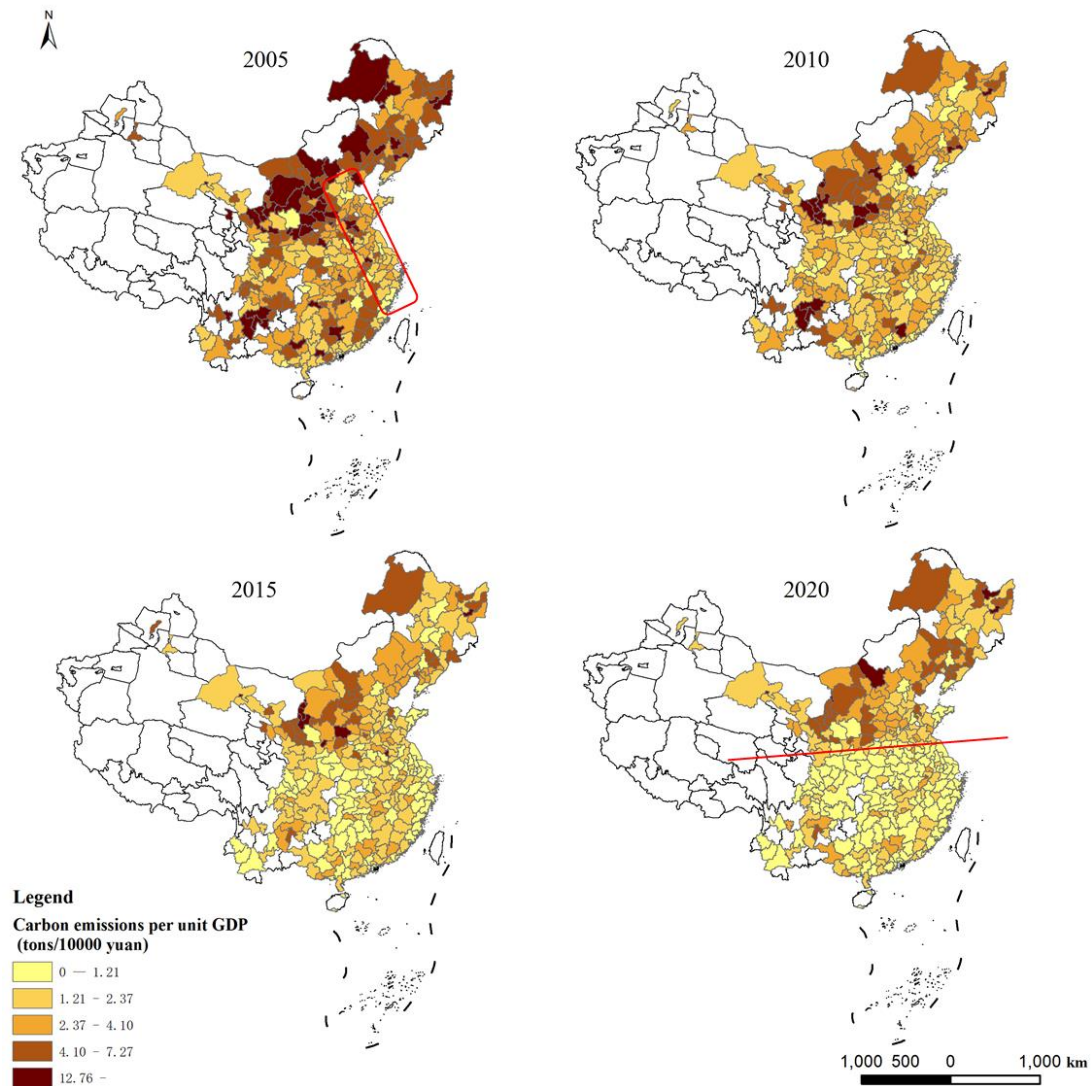 N
2005
2010
2015
2020
Legend
Carbon emissions per unit GDP
(tons/10000 yuan)
0 — 1.21
1.21 - 2.37
2.37 - 4.10
4.10 - 7.27
12.76 -
1,000 500 0 1,000 km